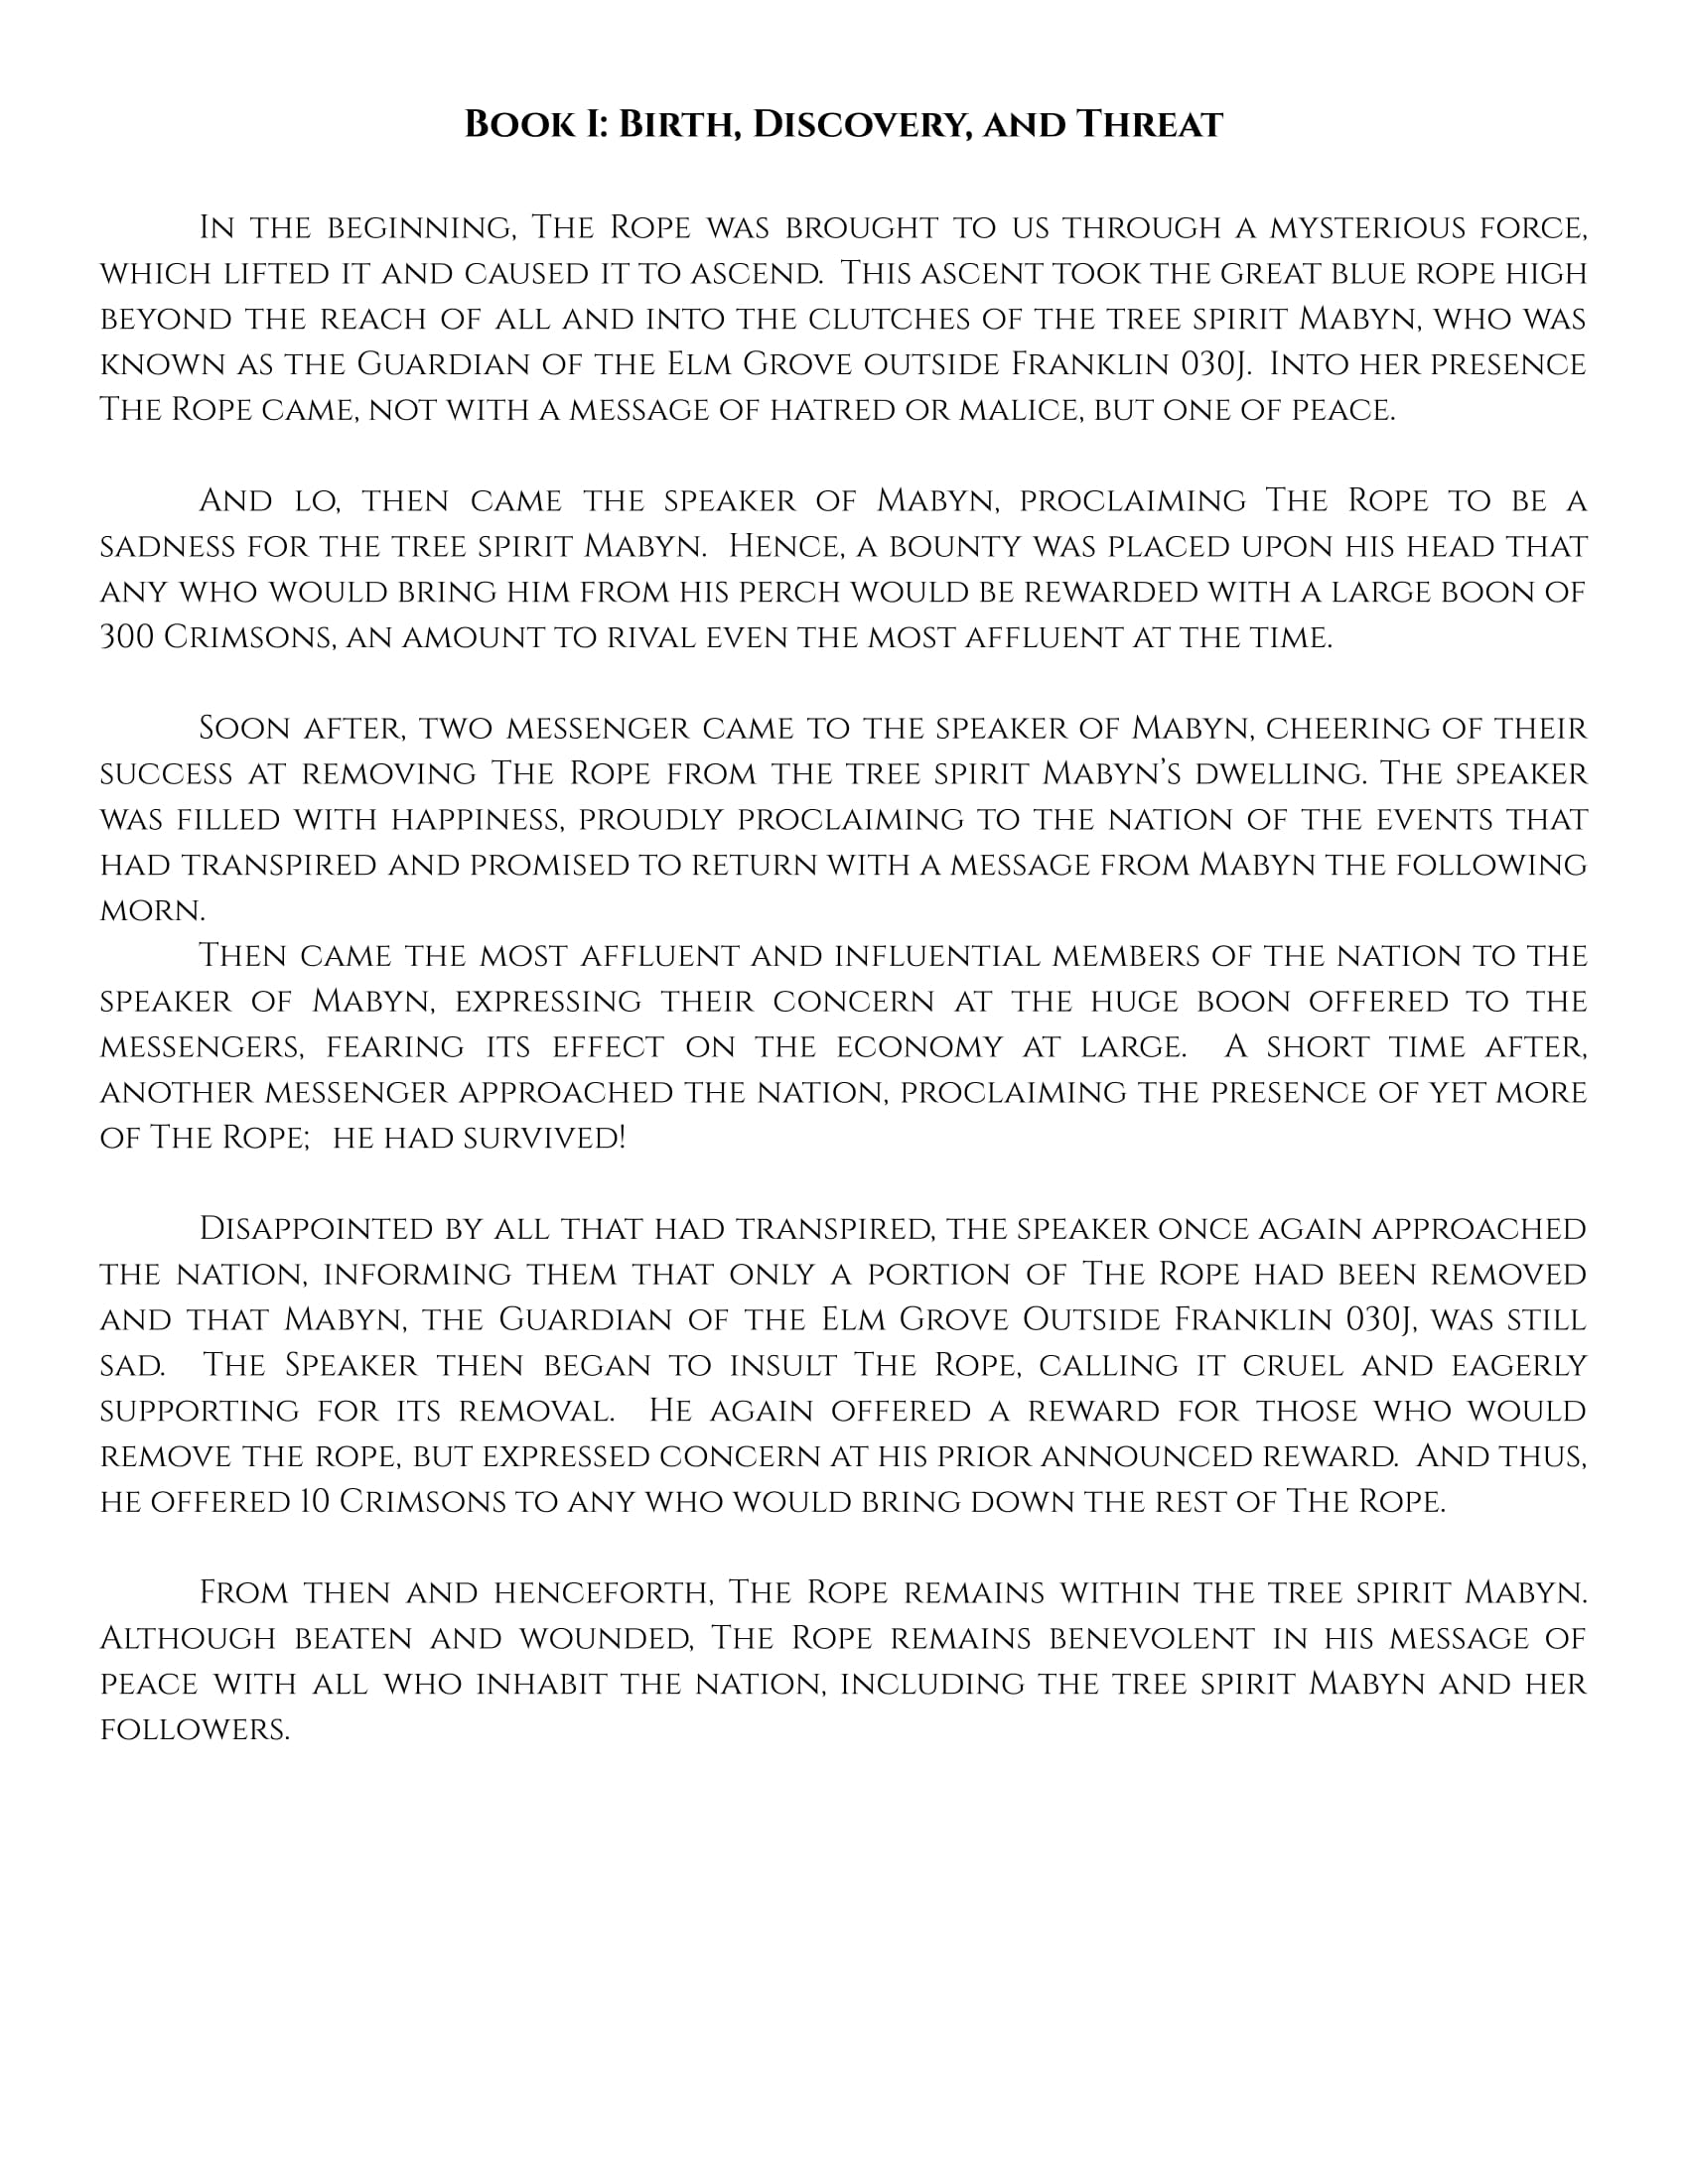 Book I: Birth, Discovery, and Threat
In the beginning, The Rope was brought to us through a mysterious force,
which lifted it and caused it to ascend. This ascent took the great blue rope high
beyond the reach of all and into the clutches of the tree spirit Mabyn, who was
known as the Guardian of the Elm Grove outside Franklin 030J. Into her presence
The Rope came, not with a message of hatred or malice, but one of peace.
And lo, then came the speaker of Mabyn, proclaiming The Rope to be a
sadness for the tree spirit Mabyn. Hence, a bounty was placed upon his head that
any who would bring him from his perch would be rewarded with a large boon of
300 Crimsons, an amount to rival even the most affluent at the time.
Soon after, two messenger came to the speaker of Mabyn, cheering of their
success at removing The Rope from the tree spirit Mabyn's dwelling. The speaker
was filled with happiness, proudly proclaiming to the nation of the events that
had transpired and promised to return with a message from Mabyn the following
morn.
Then came the most affluent and influential members of the nation to the
speaker of Mabyn, expressing their concern at the huge boon offered to the
messengers, fearing its effect on the economy at large. A short time after,
another messenger approached the nation, proclaiming the presence of yet more
of The Rope; he had survived!
Disappointed by all that had transpired, the speaker once again approached
the nation, informing them that only a portion of The Rope had been removed
and that Mabyn, the Guardian of the Elm Grove Outside Franklin 030J, was still
sad. The Speaker then began to insult The Rope, calling it cruel and eagerly
supporting for its removal. He again offered a reward for those who would
remove the rope, but expressed concern at his prior announced reward. And thus,
he offered 10 Crimsons to any who would bring down the rest of The Rope.
From then and henceforth, The Rope remains within the tree spirit Mabyn.
Although beaten and wounded, The Rope remains benevolent in his message of
peace with all who inhabit the nation, including the tree spirit Mabyn and her
followers.